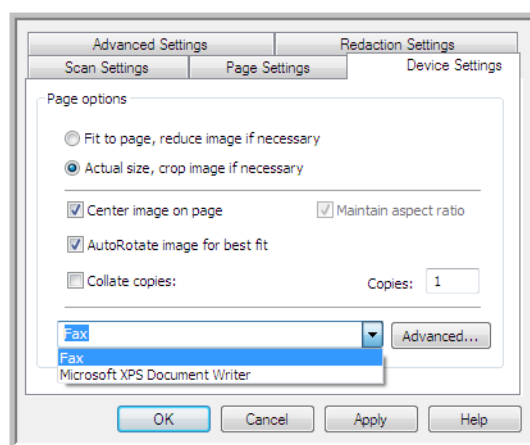 Advanced Settings Redaction Settings
Scan Settings Page Settings Device Settings
Page options
Fit to page, reduce image if necessary
Actual size, crop image if necessary
Center image on page Maintain aspect ratio
AutoRotate image for best fit
Collate copies: Copies: 1
Fax Advanced...
Fax
Microsoft XPS Document Writer
OK Cancel Apply Help